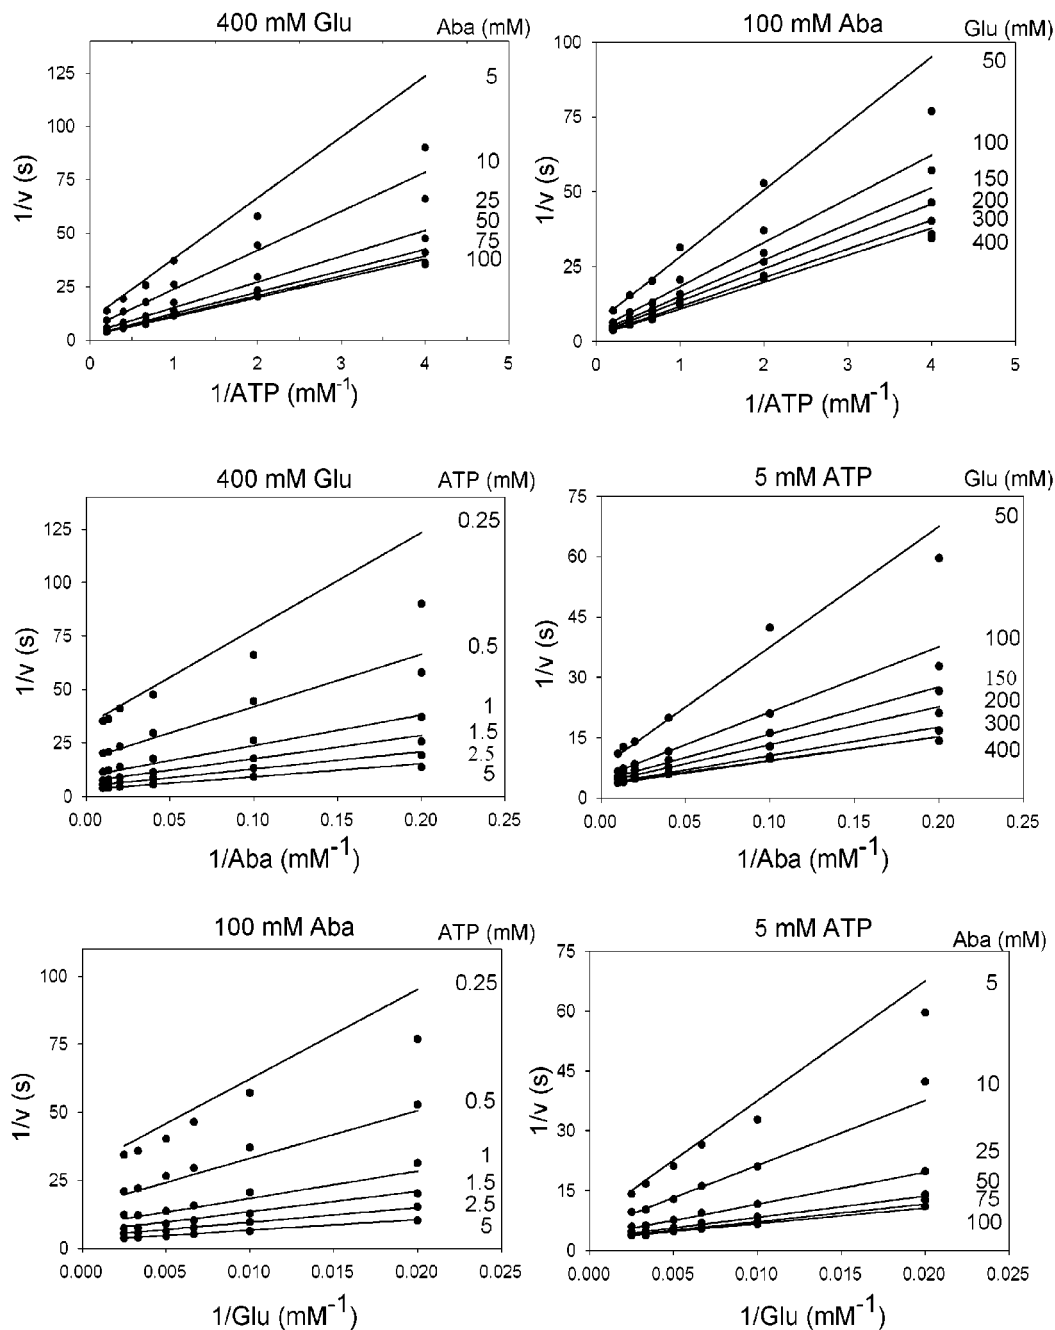 400 mM Glu
Aba (mM)
125
100
75
50
25
0
1/v (s)
5
10
25
50
75
100
0 1 2 3 4 5
1/ATP (mM-1)
100 mM Aba
Glu (mM)
100
75
50
25
0
1/v (s)
50
100
150
200
300
400
0 1 2 3 4 5
1/ATP (mM-1)
400 mM Glu
ATP (mM)
125
100
75
50
25
0
1/v (s)
0.25
0.5
1
1.5
2.5
5
0.00 0.05 0.10 0.15 0.20 0.25
1/Aba (mM-1)
5 mM ATP
Glu (mM)
75
60
45
30
15
0
1/v (s)
50
100
150
200
300
400
0.00 0.05 0.10 0.15 0.20 0.25
1/Aba (mM-1)
100 mM Aba
ATP (mM)
100
75
50
25
0
1/v (s)
0.25
0.5
1
1.5
2.5
5
0.000 0.005 0.010 0.015 0.020 0.025
1/Glu (mM-1)
5 mM ATP
Aba (mM)
75
60
45
30
15
0
1/v (s)
5
10
25
50
75
100
0.000 0.005 0.010 0.015 0.020 0.025
1/Glu (mM-1)